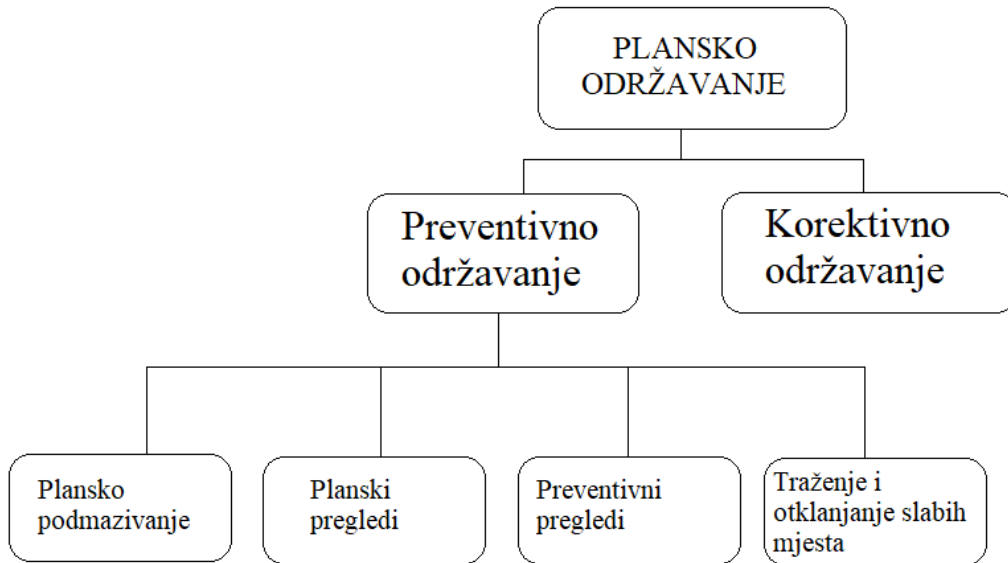 PLANSKO
ODRŽAVANJE
Preventivno
održavanje
Korektivno
održavanje
Plansko
podmazivanje
Planski
pregledi
Preventivni
pregledi
Traženje i
otklanjanje slabih
mjesta